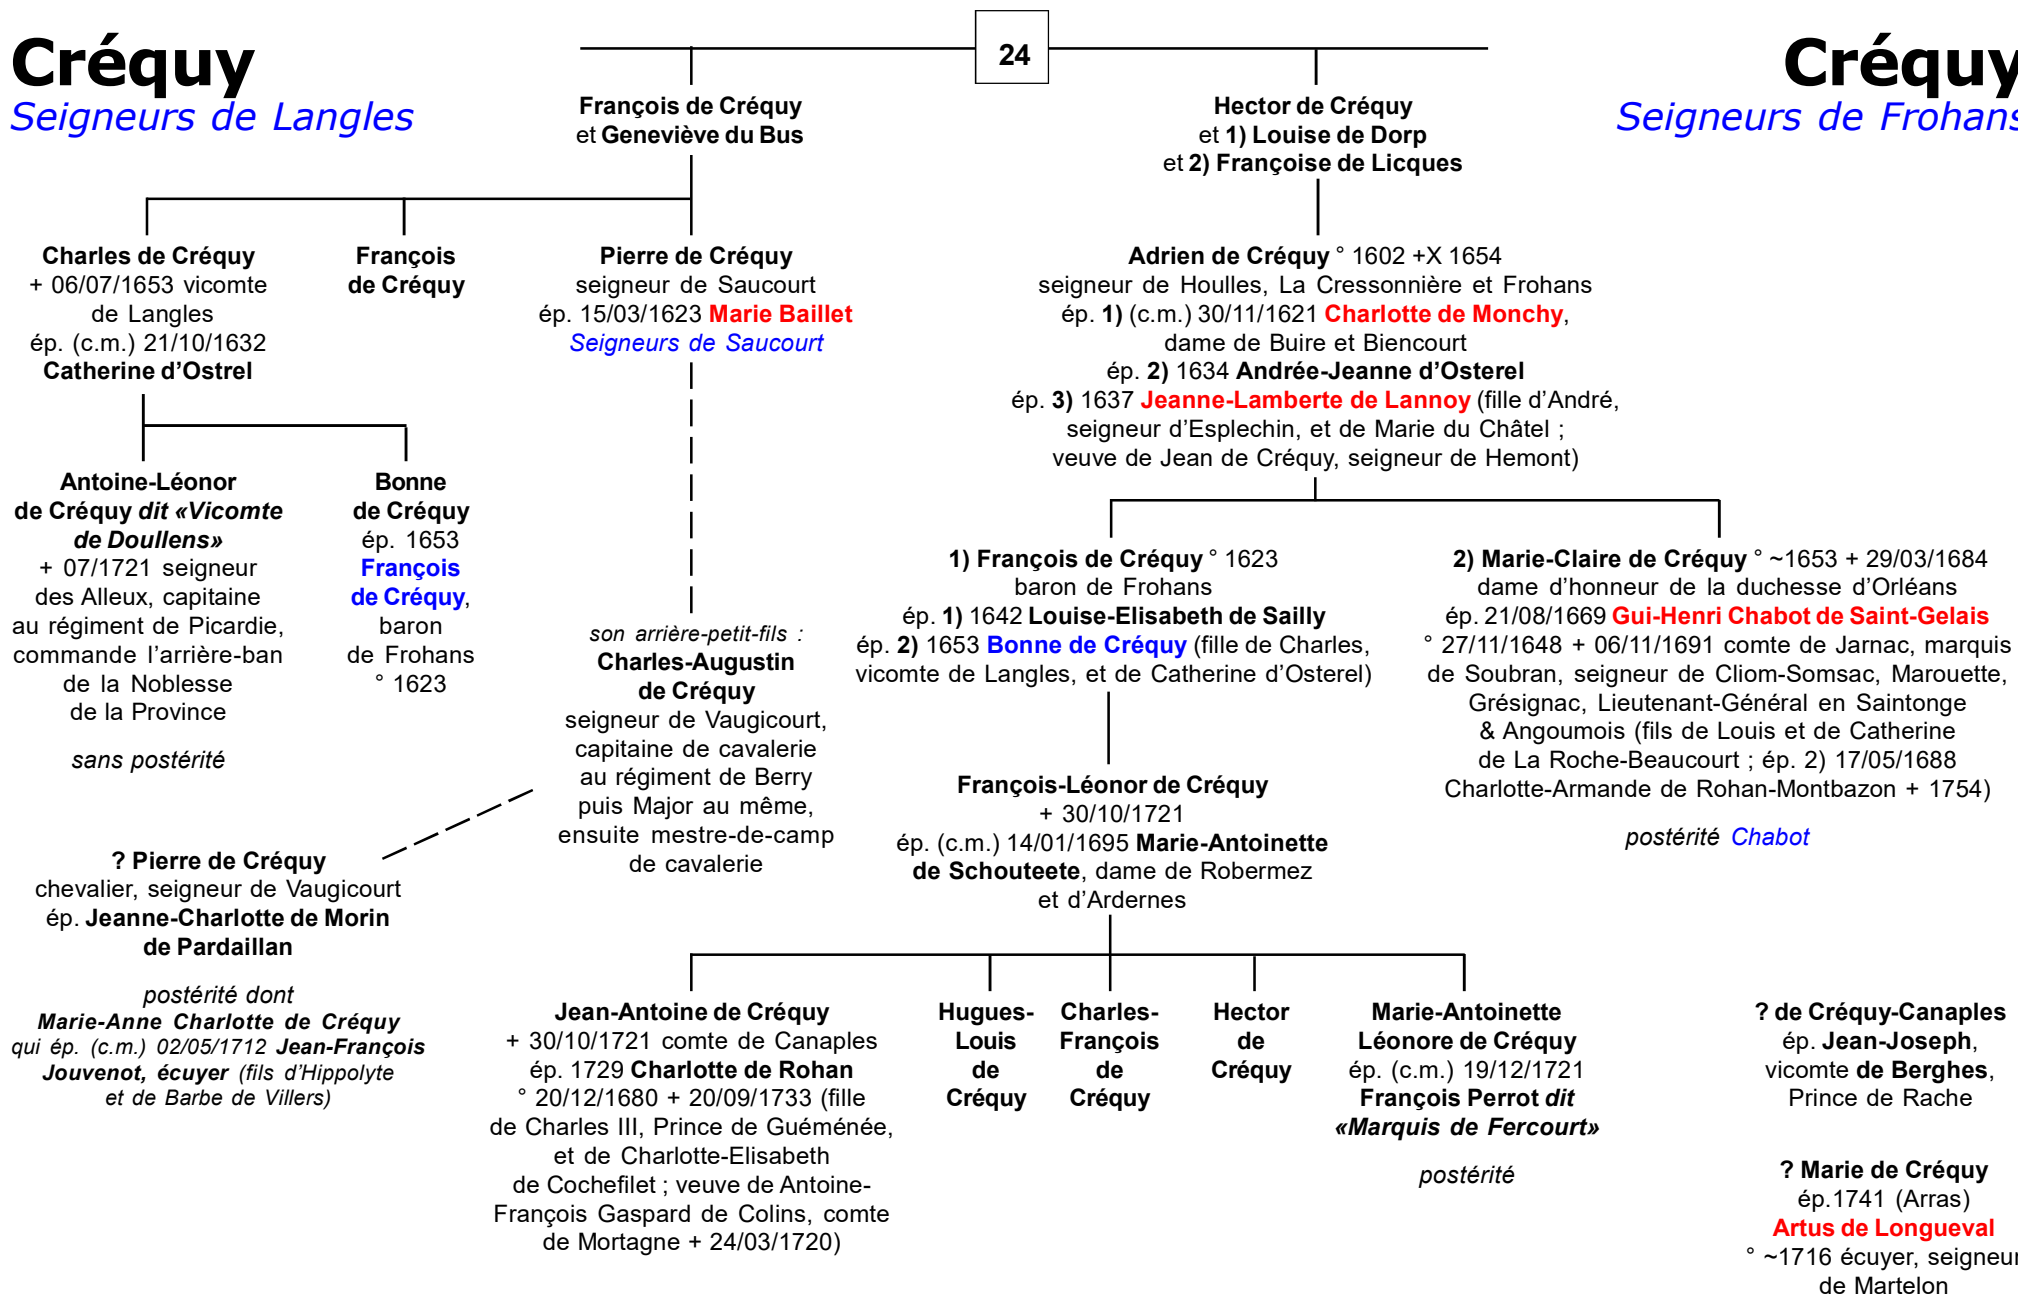 Créquy
Seigneurs de Langles
24
Créquy
Seigneurs de Frohans
François de Créquy
et Geneviève du Bus
Hector de Créquy
et 1) Louise de Dorp
et 2) Françoise de Licques
Charles de Créquy
+ 06/07/1653 vicomte
de Langles
ép. (c.m.) 21/10/1632
Catherine d’Ostrel
François
de Créquy
Pierre de Créquy
seigneur de Saucourt
ép. 15/03/1623 Marie Baillet
Seigneurs de Saucourt
Adrien de Créquy ° 1602 +X 1654
seigneur de Houlles, La Cressonnière et Frohans
ép. 1) (c.m.) 30/11/1621 Charlotte de Monchy,
dame de Buire et Biencourt
ép. 2) 1634 Andrée-Jeanne d’Osterel
ép. 3) 1637 Jeanne-Lamberte de Lannoy (fille d’André,
seigneur d’Esplechin, et de Marie du Châtel ;
veuve de Jean de Créquy, seigneur de Hemont)
Antoine-Léonor
de Créquy dit «Vicomte
de Doullens»
+ 07/1721 seigneur
des Alleux, capitaine
au régiment de Picardie,
commande l’arrière-ban
de la Noblesse
de la Province
sans postérité
Bonne
de Créquy
ép. 1653
François
de Créquy,
baron
de Frohans
° 1623
son arrière-petit-fils :
Charles-Augustin
de Créquy
seigneur de Vaugicourt,
capitaine de cavalerie
au régiment de Berry
puis Major au même,
ensuite mestre-de-camp
de cavalerie
1) François de Créquy ° 1623
baron de Frohans
ép. 1) 1642 Louise-Elisabeth de Sailly
ép. 2) 1653 Bonne de Créquy (fille de Charles,
vicomte de Langles, et de Catherine d’Osterel)
2) Marie-Claire de Créquy ° ~1653 + 29/03/1684
dame d’honneur de la duchesse d’Orléans
ép. 21/08/1669 Gui-Henri Chabot de Saint-Gelais
° 27/11/1648 + 06/11/1691 comte de Jarnac, marquis
de Soubran, seigneur de Cliom-Somsac, Marouette,
Grésignac, Lieutenant-Général en Saintonge
& Angoumois (fils de Louis et de Catherine
de La Roche-Beaucourt ; ép. 2) 17/05/1688
Charlotte-Armande de Rohan-Montbazon + 1754)
postérité Chabot
François-Léonor de Créquy
+ 30/10/1721
ép. (c.m.) 14/01/1695 Marie-Antoinette
de Schouteete, dame de Robermez
et d’Ardernes
? Pierre de Créquy
chevalier, seigneur de Vaugicourt
ép. Jeanne-Charlotte de Morin
de Pardaillan
postérité dont
Marie-Anne Charlotte de Créquy
qui ép. (c.m.) 02/05/1712 Jean-François
Jouvenot, écuyer (fils d’Hippolyte
et de Barbe de Villers)
Jean-Antoine de Créquy
+ 30/10/1721 comte de Canaples
ép. 1729 Charlotte de Rohan
° 20/12/1680 + 20/09/1733 (fille
de Charles III, Prince de Guéménée,
et de Charlotte-Elisabeth
de Cochefilet ; veuve de Antoine-
François Gaspard de Colins, comte
de Mortagne + 24/03/1720)
Hugues-
Louis
de
Créquy
Charles-
François
de
Créquy
Hector
de
Créquy
Marie-Antoinette
Léonore de Créquy
ép. (c.m.) 19/12/1721
François Perrot dit
«Marquis de Fercourt»
postérité
? de Créquy-Canaples
ép. Jean-Joseph,
vicomte de Berghes,
Prince de Rache
? Marie de Créquy
ép.1741 (Arras)
Artus de Longueval
° ~1716 écuyer, seigneur
de Martelon